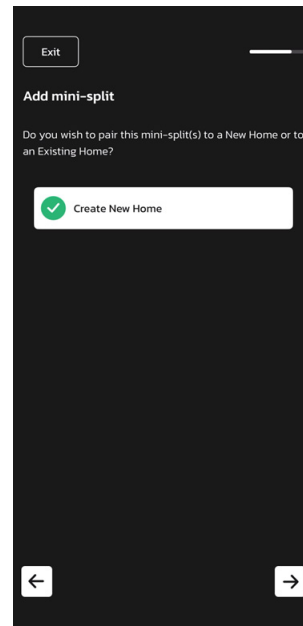 Exit
Add mini-split
Do you wish to pair this mini-split(s) to a New Home or to
an Existing Home?
Create New Home